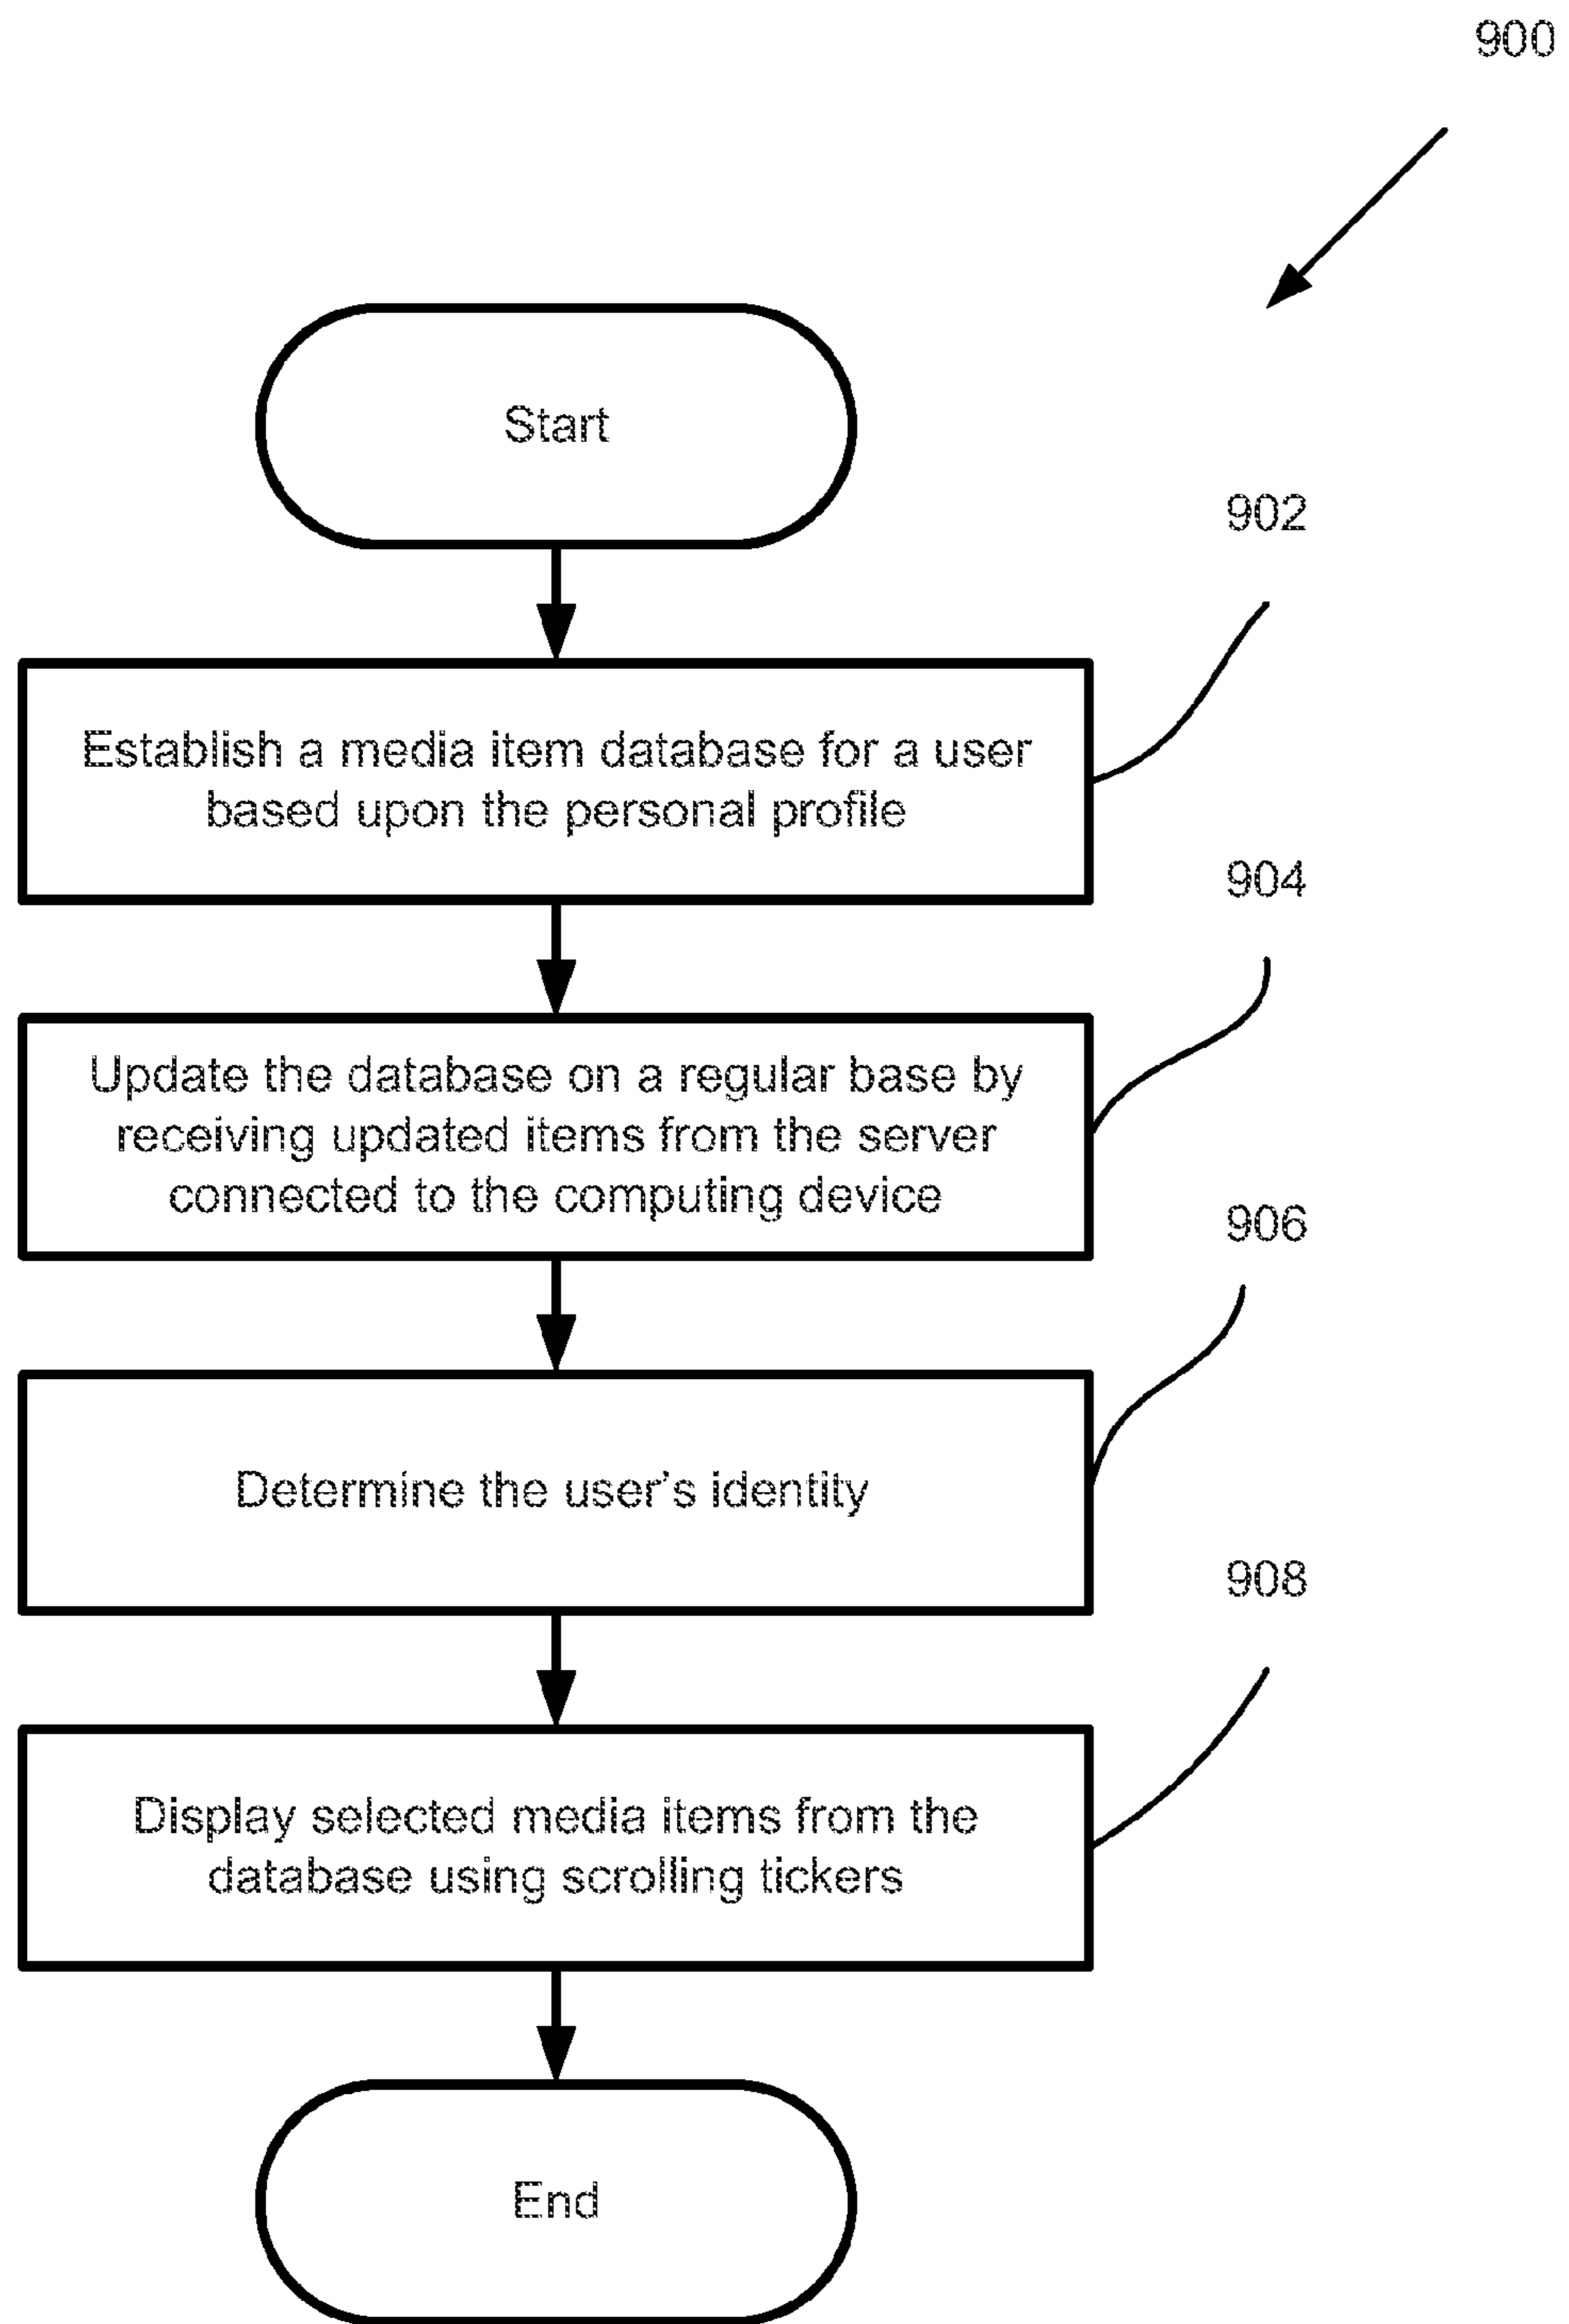 900
Start
902
Establish a media item database for a user
based upon the personal profile
904
Update the database on a regular base by
receiving updated items from the server
connected to the computing device
906
Determine the user's identity
908
Display selected media items from the
database using scrolling tickers
End